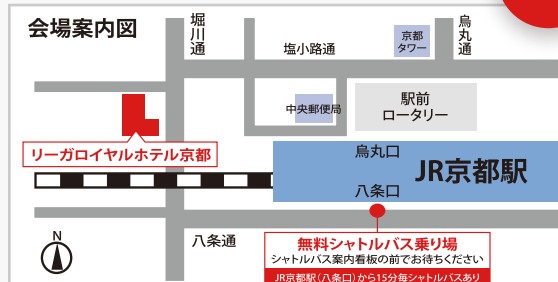 会場案内図
堀川通
塩小路通
京都
タワー
烏丸通
中央郵便局
駅前
ロータリー
リーガロイヤルホテル京都
烏丸口
JR京都駅
八条口
N
八条通
無料シャトルバス乗り場
シャトルバス案内看板の前でお待ちください
JR京都駅(八条口)から15分毎シャトルバスあり